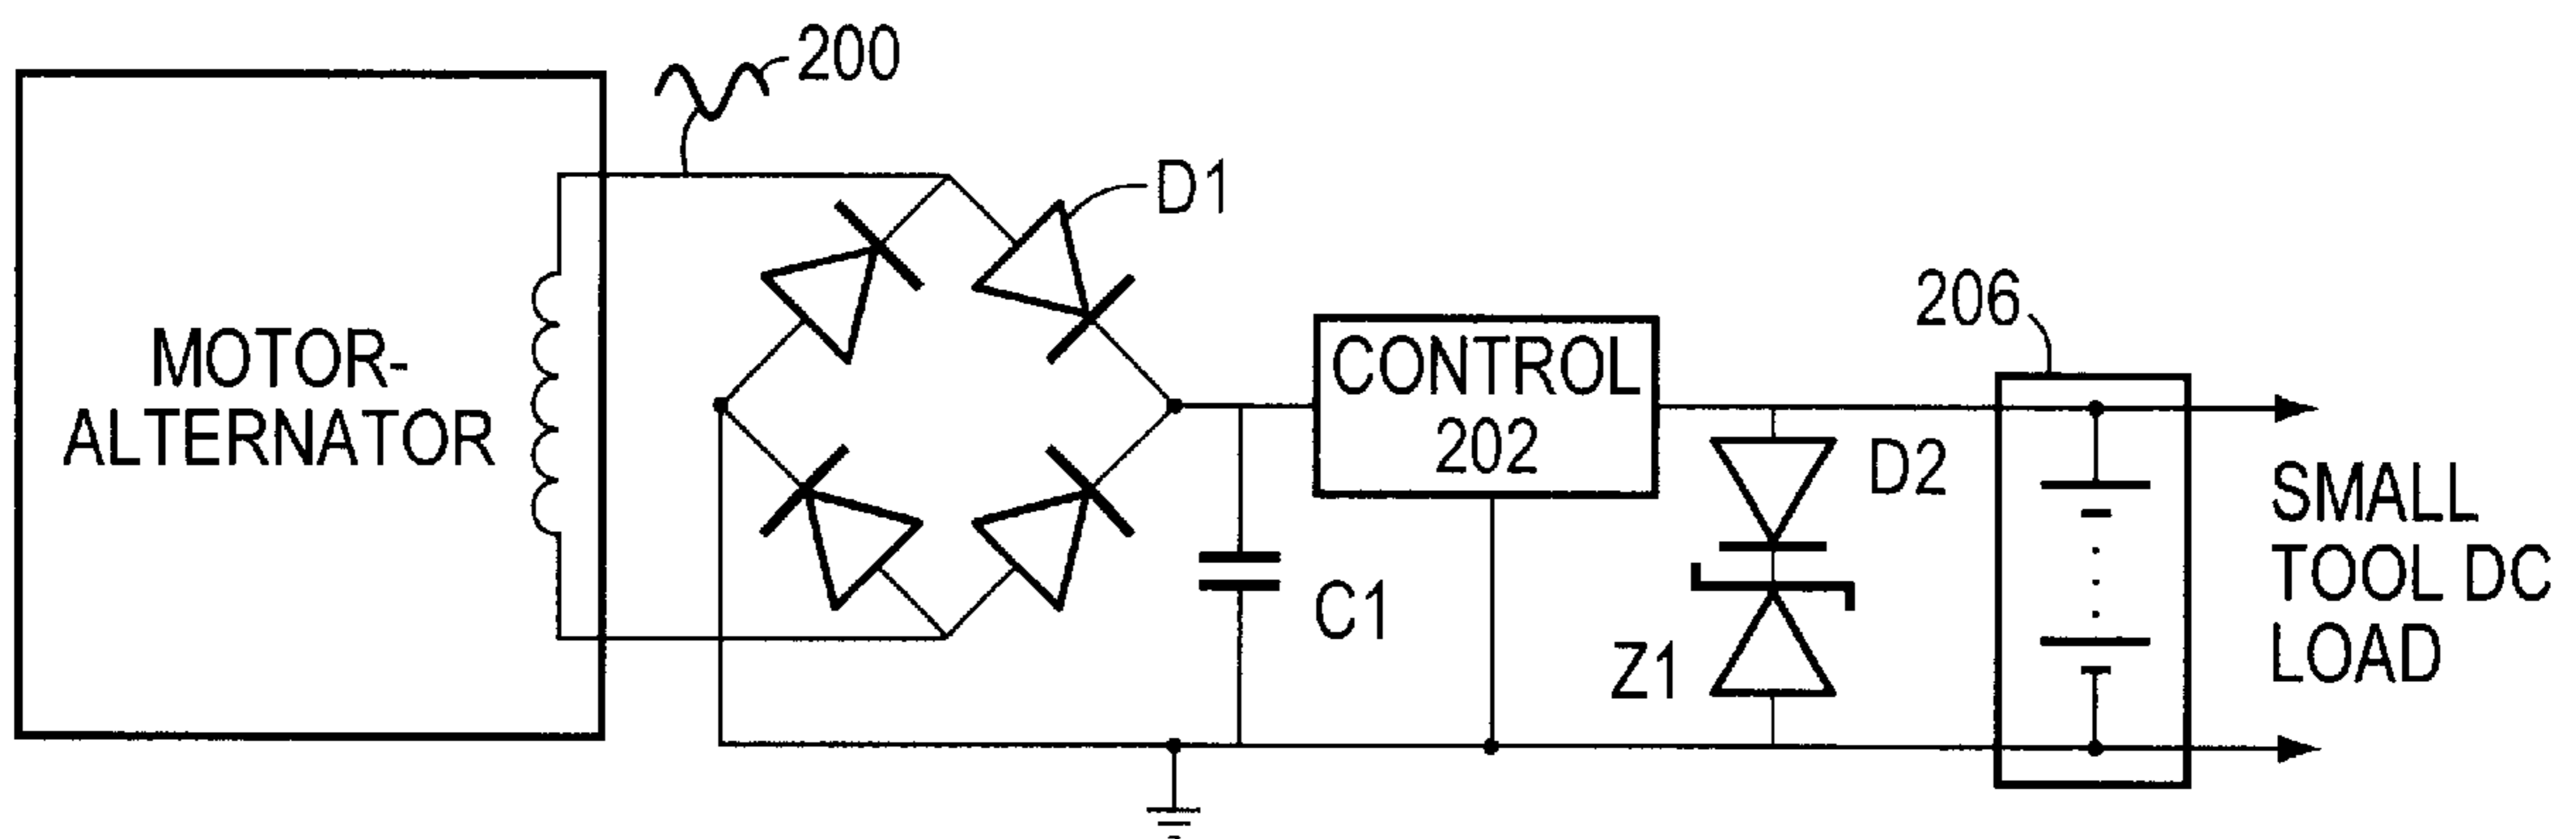 200
D1
MOTOR-
ALTERNATOR
CONTROL
202
206
D2
C1
Z1
SMALL
TOOL DC
LOAD